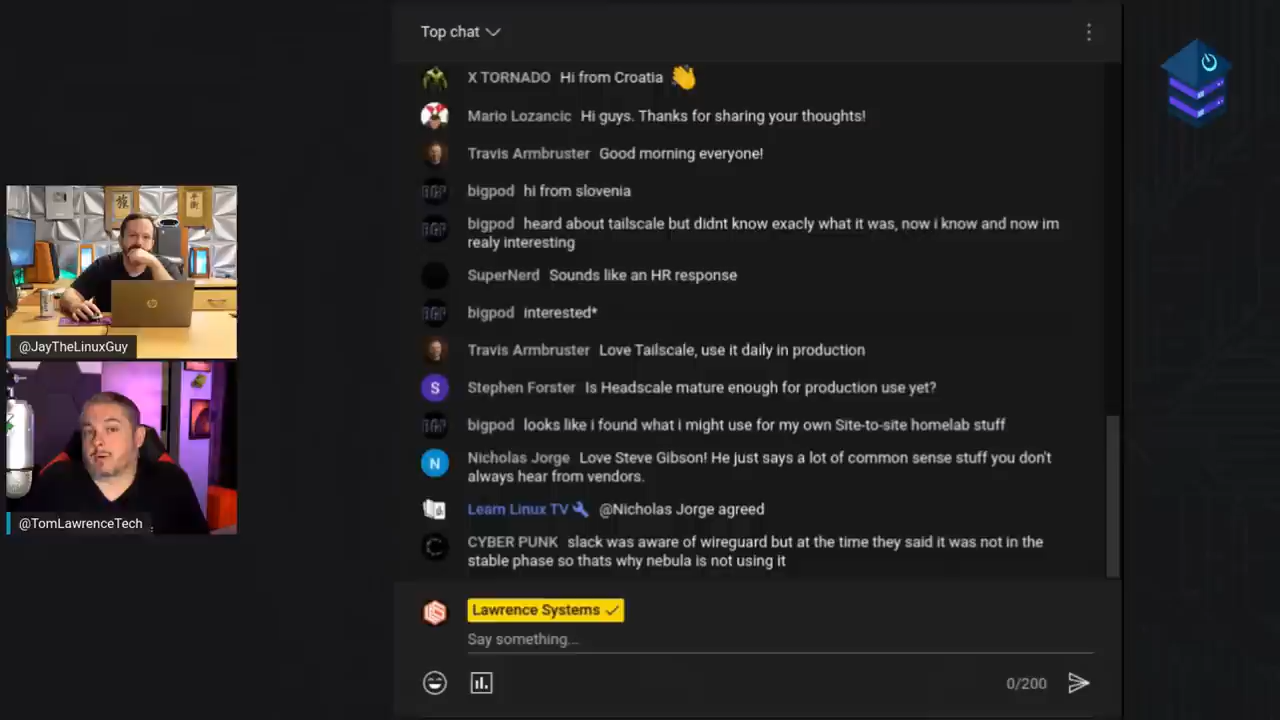 Top chat
X TORNADO Hi from Croatia 👋
Mario Lozancic Hi guys. Thanks for sharing your thoughts!
Travis Armbruster Good morning everyone!
bigpod hi from slovenia
bigpod heard about tailscale but didnt know exacly what it was, now i know and now im
realy interesting
SuperNerd Sounds like an HR response
bigpod interested*
Travis Armbruster Love Tailscale, use it daily in production
S Stephen Forster Is Headscale mature enough for production use yet?
bigpod looks like i found what i might use for my own Site-to-site homelab stuff
N Nicholas Jorge Love Steve Gibson! He just says a lot of common sense stuff you don't
always hear from vendors.
Learn Linux TV @Nicholas Jorge agreed
CYBER PUNK slack was aware of wireguard but at the time they said it was not in the
stable phase so thats why nebula is not using it
Lawrence Systems
Say something...
0/200
@JayTheLinuxGuy
@TomLawrenceTech